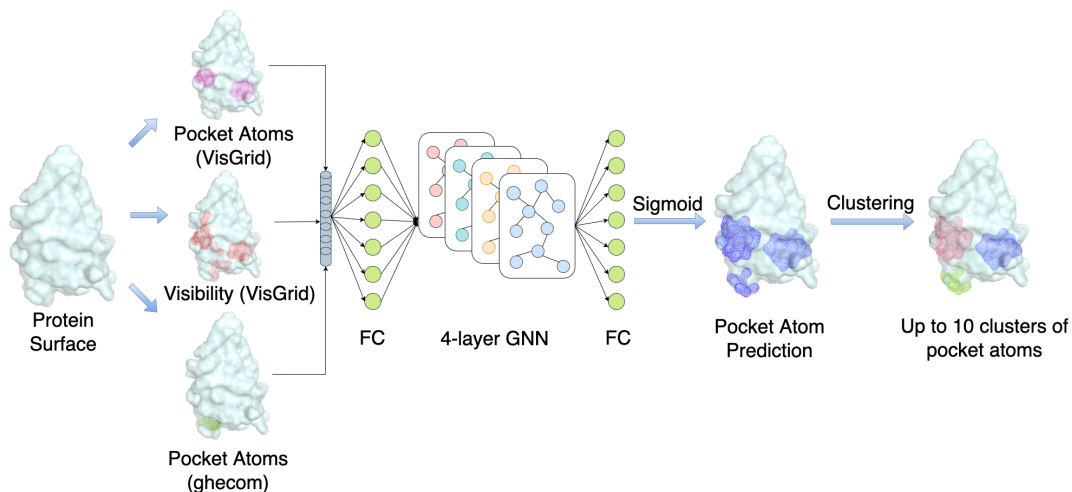 Protein
Surface
Pocket Atoms
(VisGrid)
Visibility (VisGrid)
Pocket Atoms
(ghecom)
FC
4-layer GNN
FC
Sigmoid
Pocket Atom
Prediction
Clustering
Up to 10 clusters of
pocket atoms